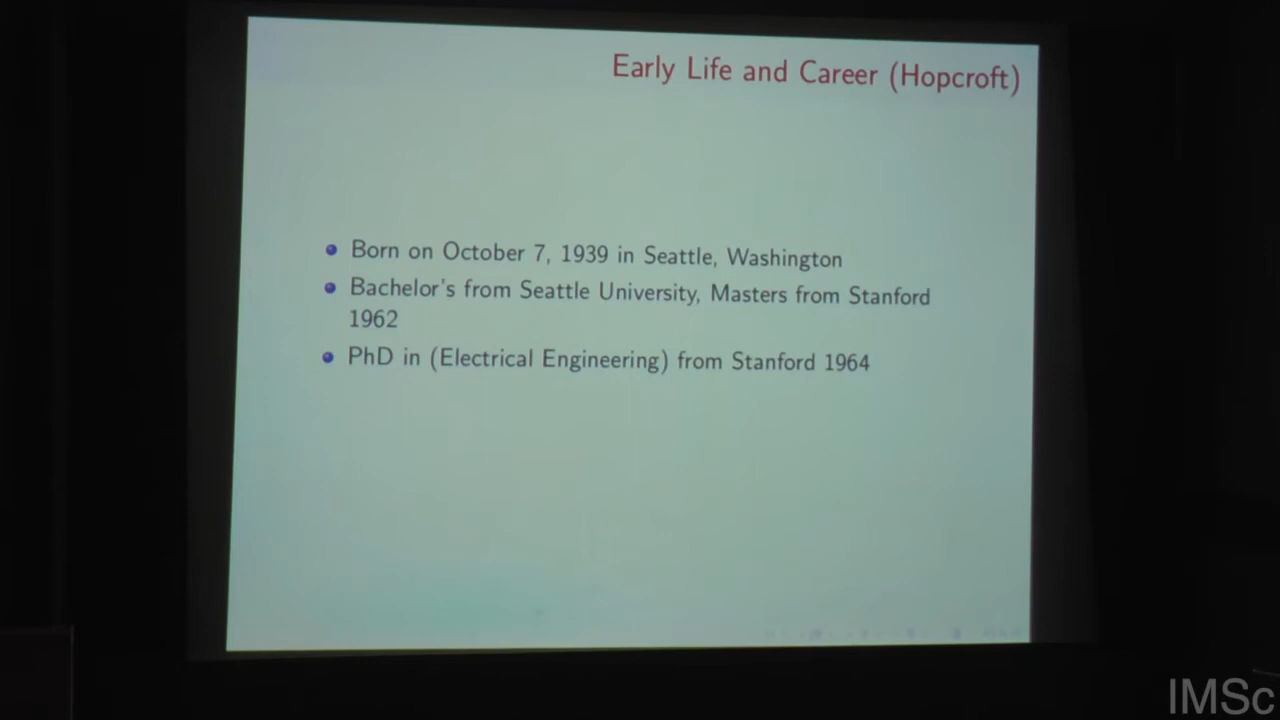 Early Life and Career (Hopcroft)
Born on October 7, 1939 in Seattle, Washington
Bachelor's from Seattle University, Masters from Stanford
1962
PhD in (Electrical Engineering) from Stanford 1964
IMSc